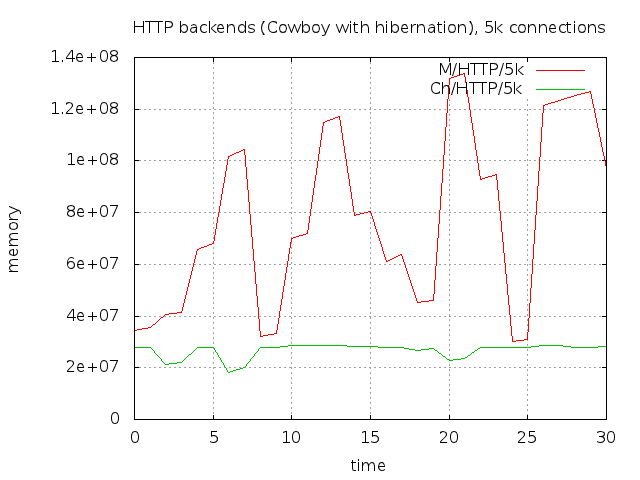 HTTP backends (Cowboy with hibernation), 5k connections
1.4e+08
1.2e+08
1e+08
8e+07
6e+07
4e+07
2e+07
0
memory
M/HTTP/5k
Ch/HTTP/5k
0 5 10 15 20 25 30
time